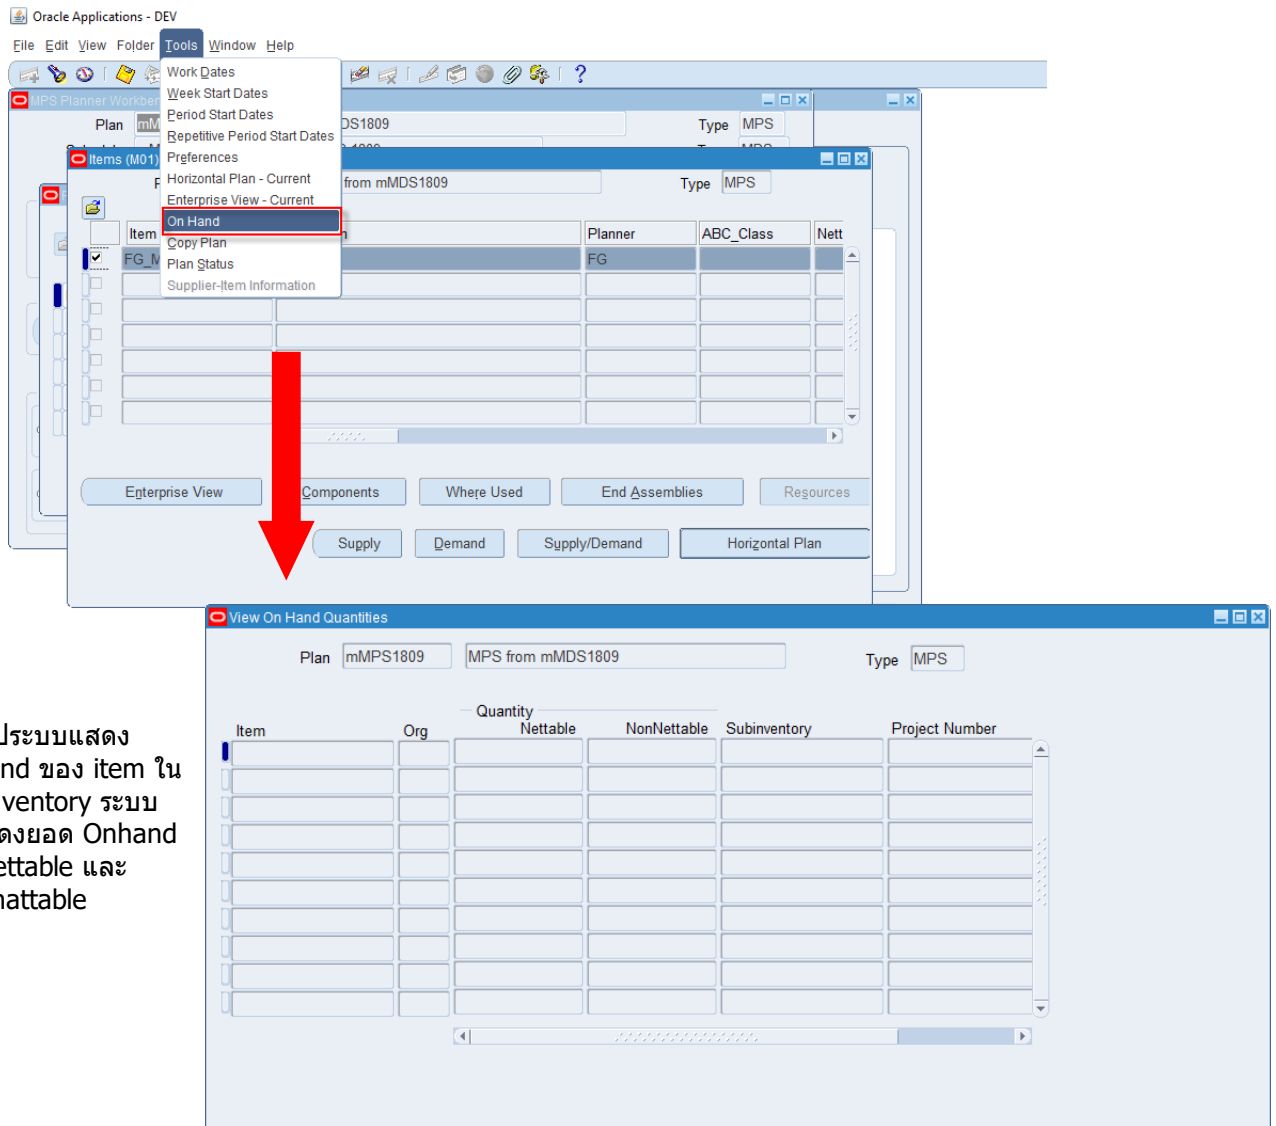 Oracle Applications - DEV
File Edit View Folder Tools Window Help
Work Dates
Week Start Dates
Period Start Dates
Repetitive Period Start Dates
Preferences
Horizontal Plan - Current
Enterprise View - Current
On Hand
Copy Plan
Plan Status
Supplier-Item Information
MPS Planner
Plan DS1809 Type MPS
Items (M01)
from mMDS1809 Type MPS
Item Planner ABC_Class Nett
FG
Enterprise View Components Where Used End Assemblies Resources
Supply Demand Supply/Demand Horizontal Plan
View On Hand Quantities
Plan mMPS1809 MPS from mMDS1809 Type MPS
Quantity
Item Org Nettable NonNettable Subinventory Project Number
ประบบแสดง
nd ของ item ใน
ventory ระบบ
ดงยอด Onhand
ettable และ
nattable